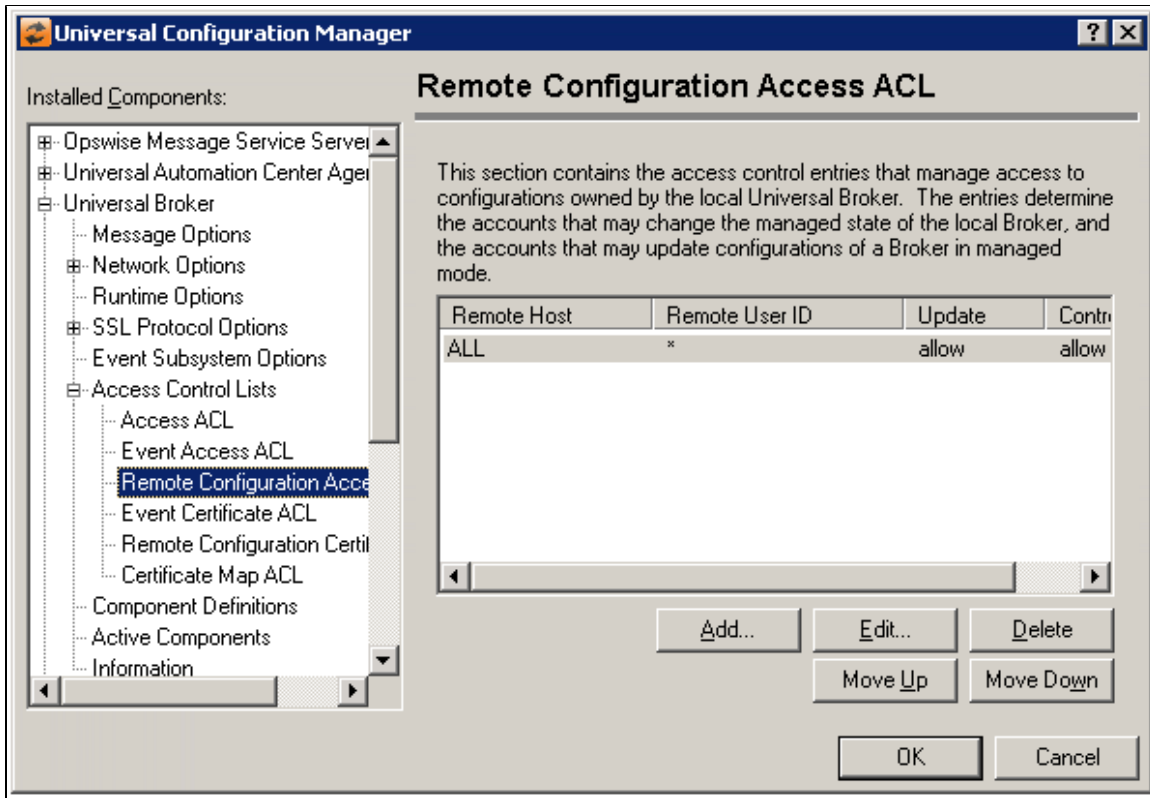 Universal Configuration Manager
? X
Installed Components:
Opswise Message Service Server
Universal Automation Center Agen
Universal Broker
Message Options
Network Options
Runtime Options
SSL Protocol Options
Event Subsystem Options
Access Control Lists
Access ACL
Event Access ACL
Remote Configuration Acce
Event Certificate ACL
Remote Configuration Certif
Certificate Map ACL
Component Definitions
Active Components
Information
Remote Configuration Access ACL
This section contains the access control entries that manage access to
configurations owned by the local Universal Broker.  The entries determine
the accounts that may change the managed state of the local Broker, and
the accounts that may update configurations of a Broker in managed
mode.
Remote Host Remote User ID Update Contro
ALL * allow allow
Add... Edit... Delete
Move Up Move Down
OK Cancel